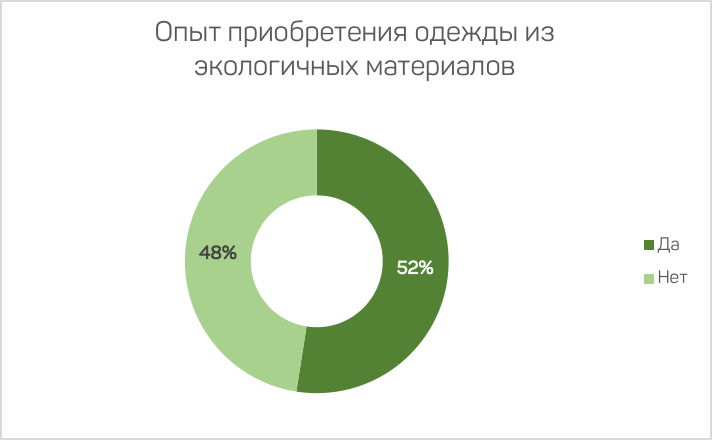 Опыт приобретения одежды из
экологичных материалов
48%
52%
Да
Нет